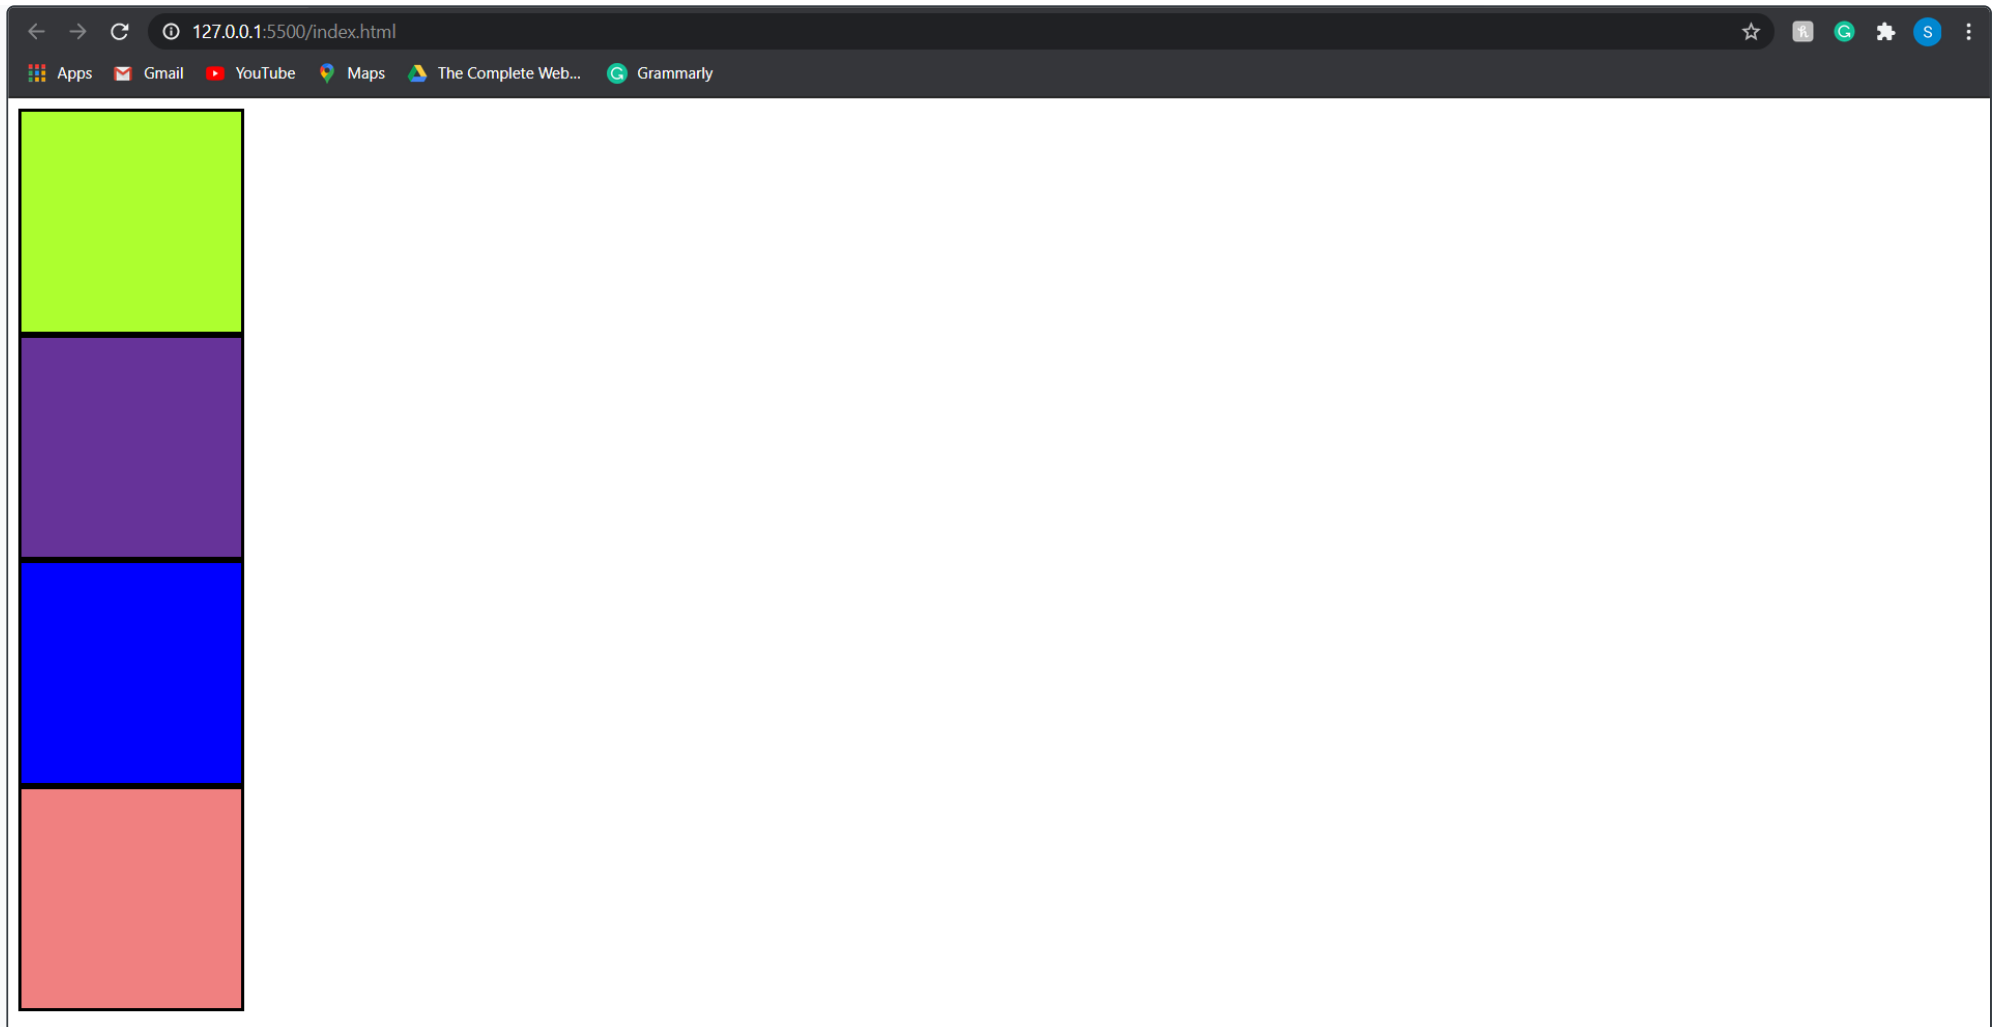 127.0.0.1:5500/index.html
S
Apps Gmail YouTube Maps The Complete Web... Grammarly